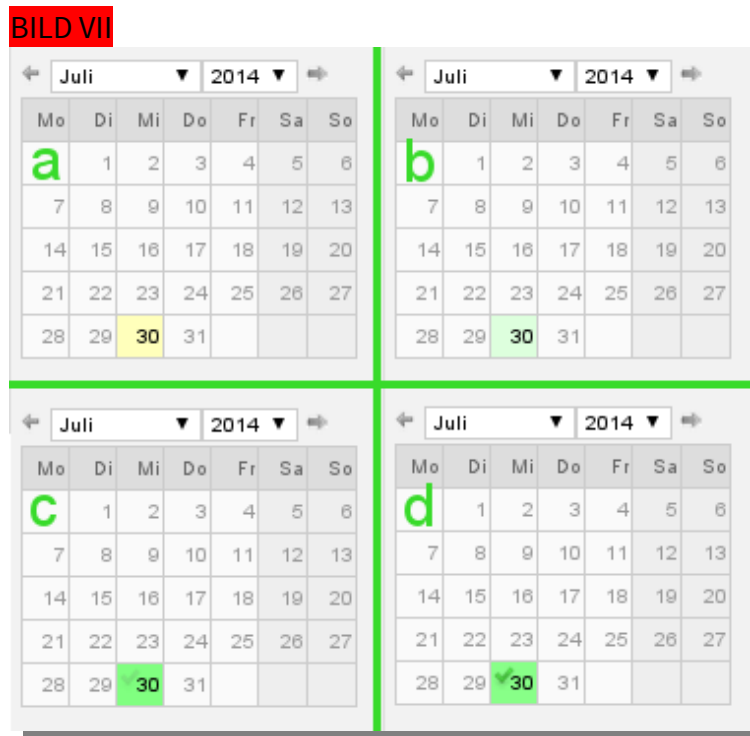 BILD VII
Juli ▼ 2014 ▼
Mo Di Mi Do Fr Sa So
a 1 2 3 4 5 6
7 8 9 10 11 12 13
14 15 16 17 18 19 20
21 22 23 24 25 26 27
28 29 30 31
Juli ▼ 2014 ▼
Mo Di Mi Do Fr Sa So
b 1 2 3 4 5 6
7 8 9 10 11 12 13
14 15 16 17 18 19 20
21 22 23 24 25 26 27
28 29 30 31
Juli ▼ 2014 ▼
Mo Di Mi Do Fr Sa So
c 1 2 3 4 5 6
7 8 9 10 11 12 13
14 15 16 17 18 19 20
21 22 23 24 25 26 27
28 29 30 31
Juli ▼ 2014 ▼
Mo Di Mi Do Fr Sa So
d 1 2 3 4 5 6
7 8 9 10 11 12 13
14 15 16 17 18 19 20
21 22 23 24 25 26 27
28 29 30 31